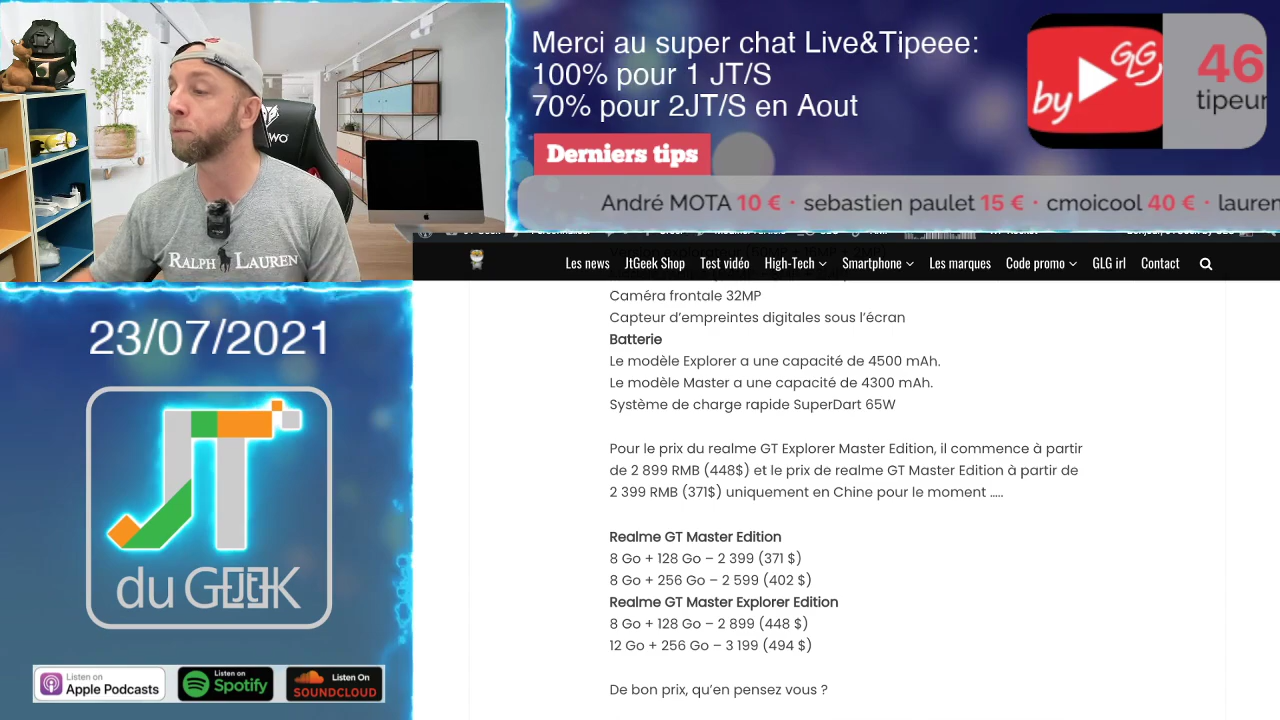 Merci au super chat Live&Tipeee:
100% pour 1 JT/S
70% pour 2JT/S en Aout
by GLG
46
tipeur
Derniers tips
André MOTA 10 € · sebastien paulet 15 € · cmoicool 40 € · lauren
RALPH LAUREN
Les news JtGeek Shop Test vidéo High-Tech Smartphone Les marques Code promo GLG irl Contact
Caméra frontale 32MP
Capteur d'empreintes digitales sous l'écran
Batterie
Le modèle Explorer a une capacité de 4500 mAh.
Le modèle Master a une capacité de 4300 mAh.
Système de charge rapide SuperDart 65W
Pour le prix du realme GT Explorer Master Edition, il commence à partir
de 2 899 RMB (448$) et le prix de realme GT Master Edition à partir de
2 399 RMB (371$) uniquement en Chine pour le moment .....
Realme GT Master Edition
8 Go + 128 Go – 2 399 (371 $)
8 Go + 256 Go – 2 599 (402 $)
Realme GT Master Explorer Edition
8 Go + 128 Go – 2 899 (448 $)
12 Go + 256 Go – 3 199 (494 $)
De bon prix, qu'en pensez vous ?
23/07/2021
JT
du GEEK
Jt
Listen on
Apple Podcasts
Listen on
Spotify
Listen On
SOUNDCLOUD